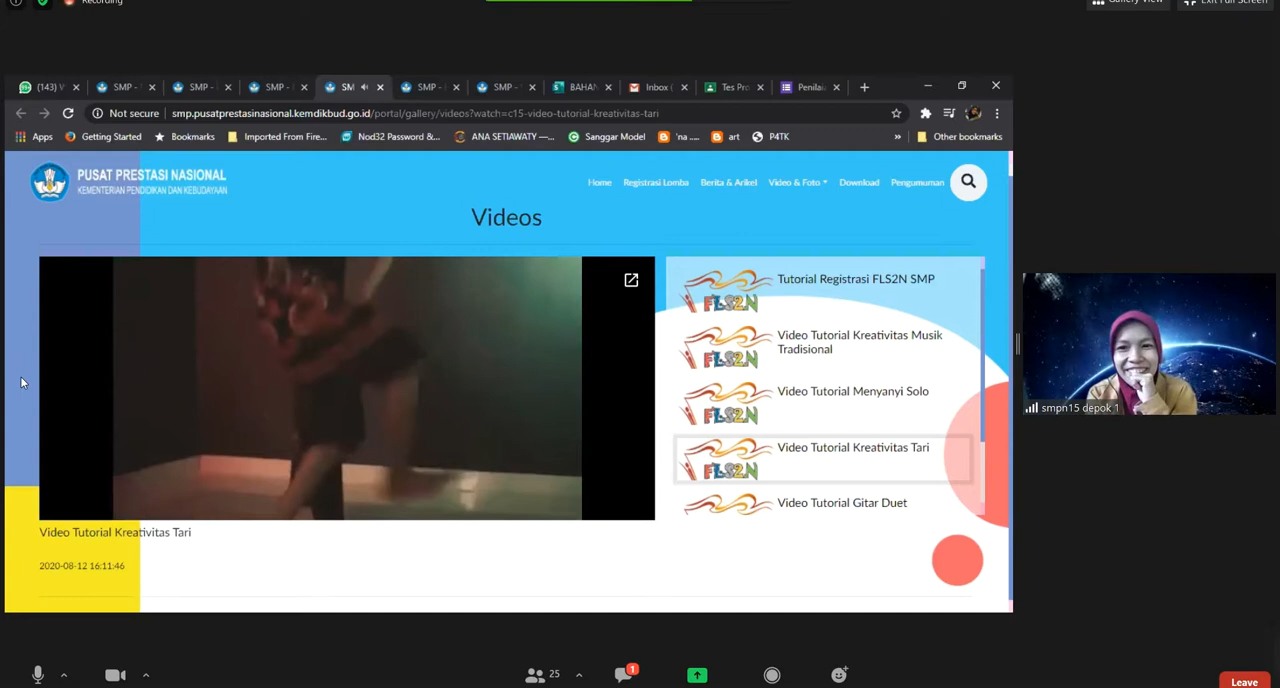 Recording
Gallery View
Exit Full Screen
(143)
SMP -
SMP -
SMP -
SM
SMP -
SMP -
BAHAN
Inbox (
Tes Pro
Penilai
Not secure
smp.pusatprestasinasional.kemdikbud.go.id/portal/gallery/videos?watch=c15-video-tutorial-kreativitas-tari
Apps
Getting Started
Bookmarks
Imported From Fire...
Nod32 Password &...
ANA SETIAWATY —...
Sanggar Model
'na ....
art
P4TK
»
Other bookmarks
PUSAT PRESTASI NASIONAL
KEMENTERIAN PENDIDIKAN DAN KEBUDAYAAN
Home
Registrasi Lomba
Berita & Arikel
Video & Foto
Download
Pengumuman
Videos
FLS2N
Tutorial Registrasi FLS2N SMP
FLS2N
Video Tutorial Kreativitas Musik
Tradisional
FLS2N
Video Tutorial Menyanyi Solo
FLS2N
Video Tutorial Kreativitas Tari
Video Tutorial Gitar Duet
Video Tutorial Kreativitas Tari
2020-08-12 16:11:46
smpn15 depok 1
25
1
Leave